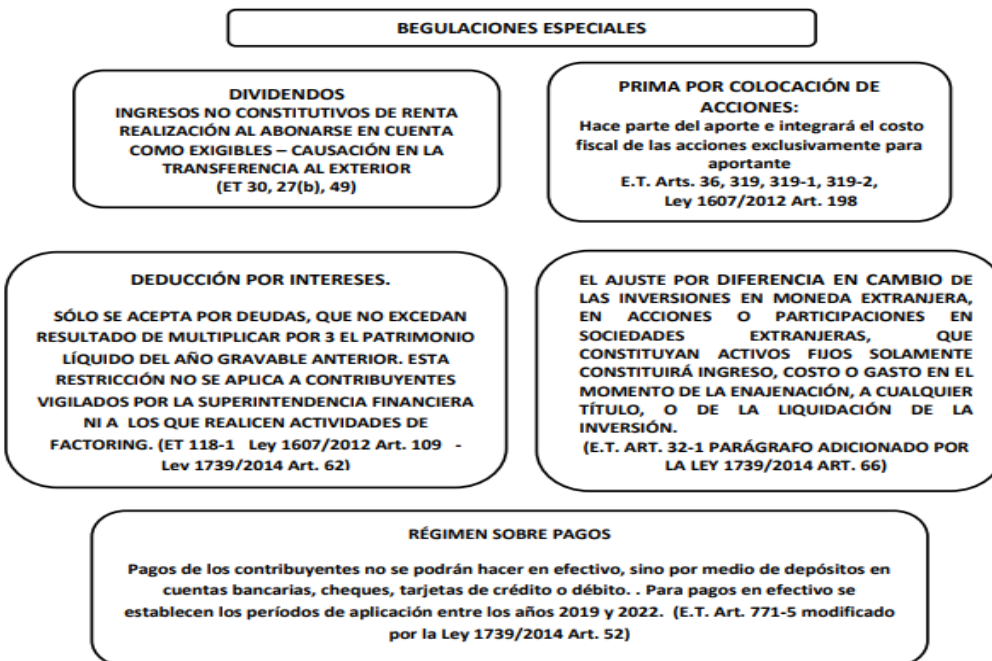 BEGULACIONES ESPECIALES
DIVIDENDOS
INGRESOS NO CONSTITUTIVOS DE RENTA
REALIZACIÓN AL ABONARSE EN CUENTA
COMO EXIGIBLES – CAUSACIÓN EN LA
TRANSFERENCIA AL EXTERIOR
(ET 30, 27(b), 49)
PRIMA POR COLOCACIÓN DE
ACCIONES:
Hace parte del aporte e integrará el costo
fiscal de las acciones exclusivamente para
aportante
E.T. Arts. 36, 319, 319-1, 319-2,
Ley 1607/2012 Art. 198
DEDUCCIÓN POR INTERESES.
SÓLO SE ACEPTA POR DEUDAS, QUE NO EXCEDAN
RESULTADO DE MULTIPLICAR POR 3 EL PATRIMONIO
LÍQUIDO DEL AÑO GRAVABLE ANTERIOR. ESTA
RESTRICCIÓN NO SE APLICA A CONTRIBUYENTES
VIGILADOS POR LA SUPERINTENDENCIA FINANCIERA
NI A LOS QUE REALICEN ACTIVIDADES DE
FACTORING. (ET 118-1 Ley 1607/2012 Art. 109 -
Ley 1739/2014 Art. 62)
EL AJUSTE POR DIFERENCIA EN CAMBIO DE
LAS INVERSIONES EN MONEDA EXTRANJERA,
EN ACCIONES O PARTICIPACIONES EN
SOCIEDADES EXTRANJERAS, QUE
CONSTITUYAN ACTIVOS FIJOS SOLAMENTE
CONSTITUIRÁ INGRESO, COSTO O GASTO EN EL
MOMENTO DE LA ENAJENACIÓN, A CUALQUIER
TÍTULO, O DE LA LIQUIDACIÓN DE LA
INVERSIÓN.
(E.T. ART. 32-1 PARÁGRAFO ADICIONADO POR
LA LEY 1739/2014 ART. 66)
RÉGIMEN SOBRE PAGOS
Pagos de los contribuyentes no se podrán hacer en efectivo, sino por medio de depósitos en
cuentas bancarias, cheques, tarjetas de crédito o débito. . Para pagos en efectivo se
establecen los períodos de aplicación entre los años 2019 y 2022. (E.T. Art. 771-5 modificado
por la Ley 1739/2014 Art. 52)